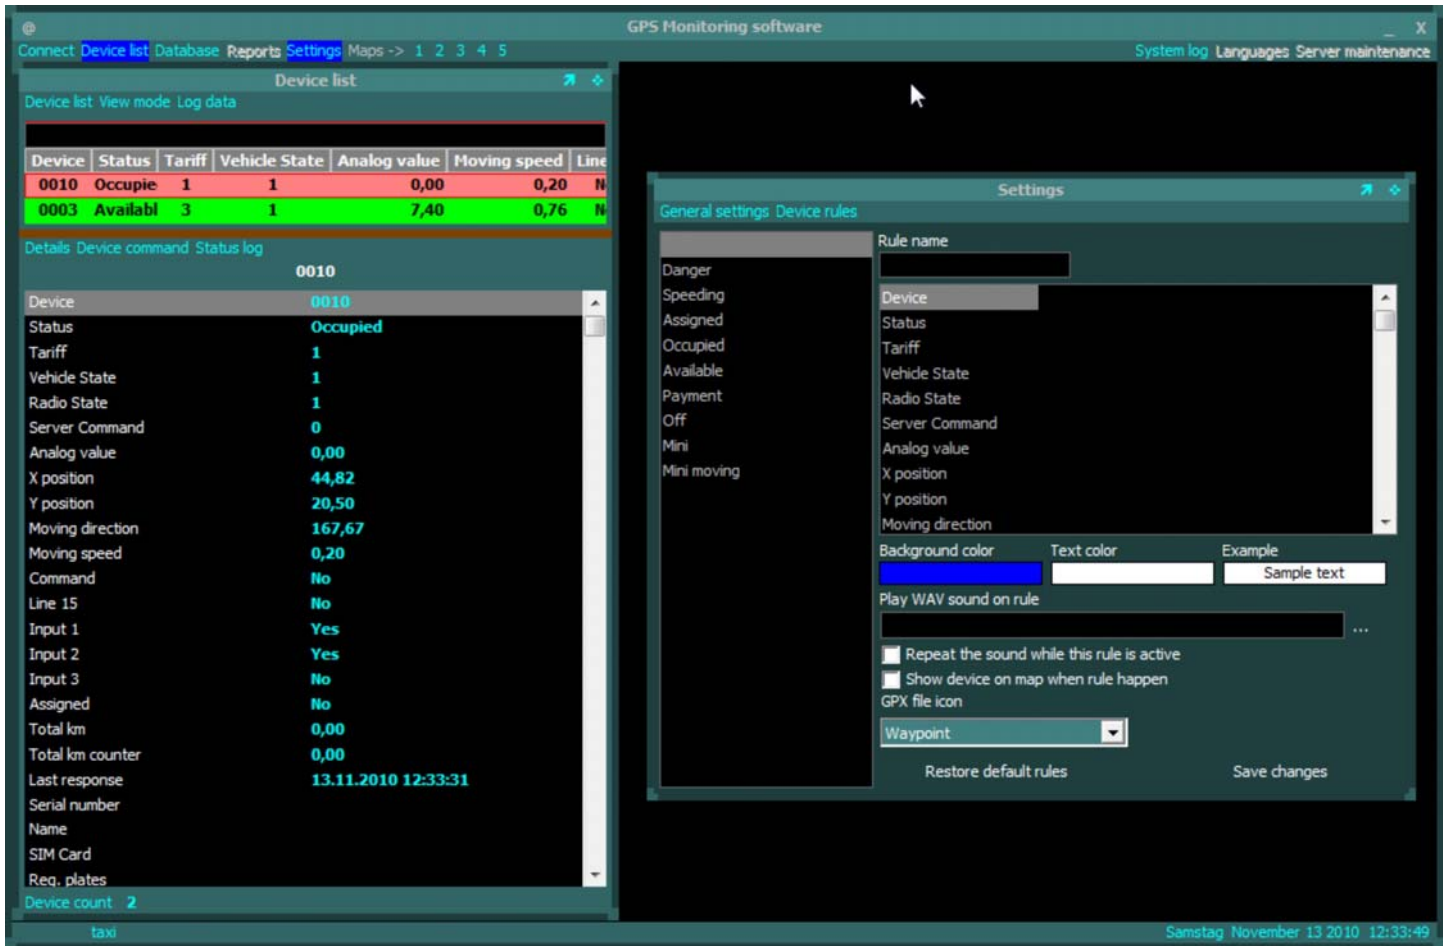 @ GPS Monitoring software _ X
Connect Device list Database Reports Settings Maps -> 1 2 3 4 5 System log Languages Server maintenance
Device list
Device list View mode Log data
Device Status Tariff Vehicle State Analog value Moving speed Line
0010 Occupie 1 1 0,00 0,20 N
0003 Availabl 3 1 7,40 0,76 N
Details Device command Status log
0010
Device 0010
Status Occupied
Tariff 1
Vehicle State 1
Radio State 1
Server Command 0
Analog value 0,00
X position 44,82
Y position 20,50
Moving direction 167,67
Moving speed 0,20
Command No
Line 15 No
Input 1 Yes
Input 2 Yes
Input 3 No
Assigned No
Total km 0,00
Total km counter 0,00
Last response 13.11.2010 12:33:31
Serial number
Name
SIM Card
Reg. plates
Device count 2
Settings
General settings Device rules
Danger
Speeding
Assigned
Occupied
Available
Payment
Off
Mini
Mini moving
Rule name
Device
Status
Tariff
Vehicle State
Radio State
Server Command
Analog value
X position
Y position
Moving direction
Background color Text color Example
Sample text
Play WAV sound on rule
...
Repeat the sound while this rule is active
Show device on map when rule happen
GPX file icon
Waypoint
Restore default rules Save changes
taxi Samstag November 13 2010 12:33:49